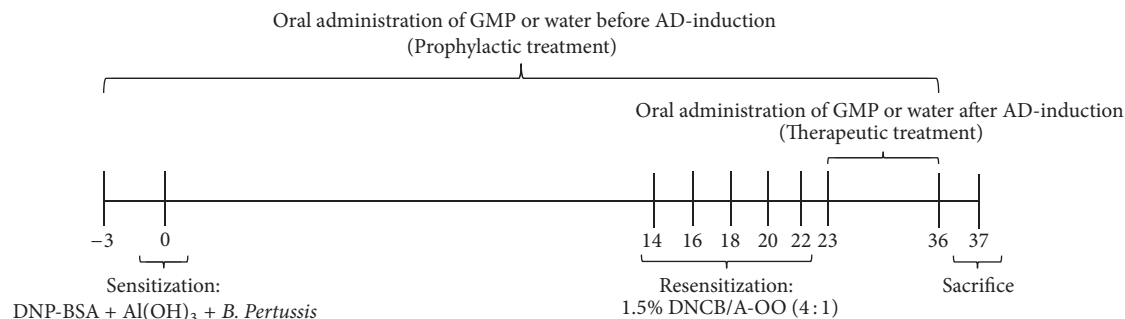 Oral administration of GMP or water before AD-induction
(Prophylactic treatment)
Oral administration of GMP or water after AD-induction
(Therapeutic treatment)
−3 0 14 16 18 20 22 23 36 37
Sensitization:
DNP-BSA + Al(OH)₃ + B. Pertussis
Resensitization:
1.5% DNCB/A-OO (4 : 1)
Sacrifice